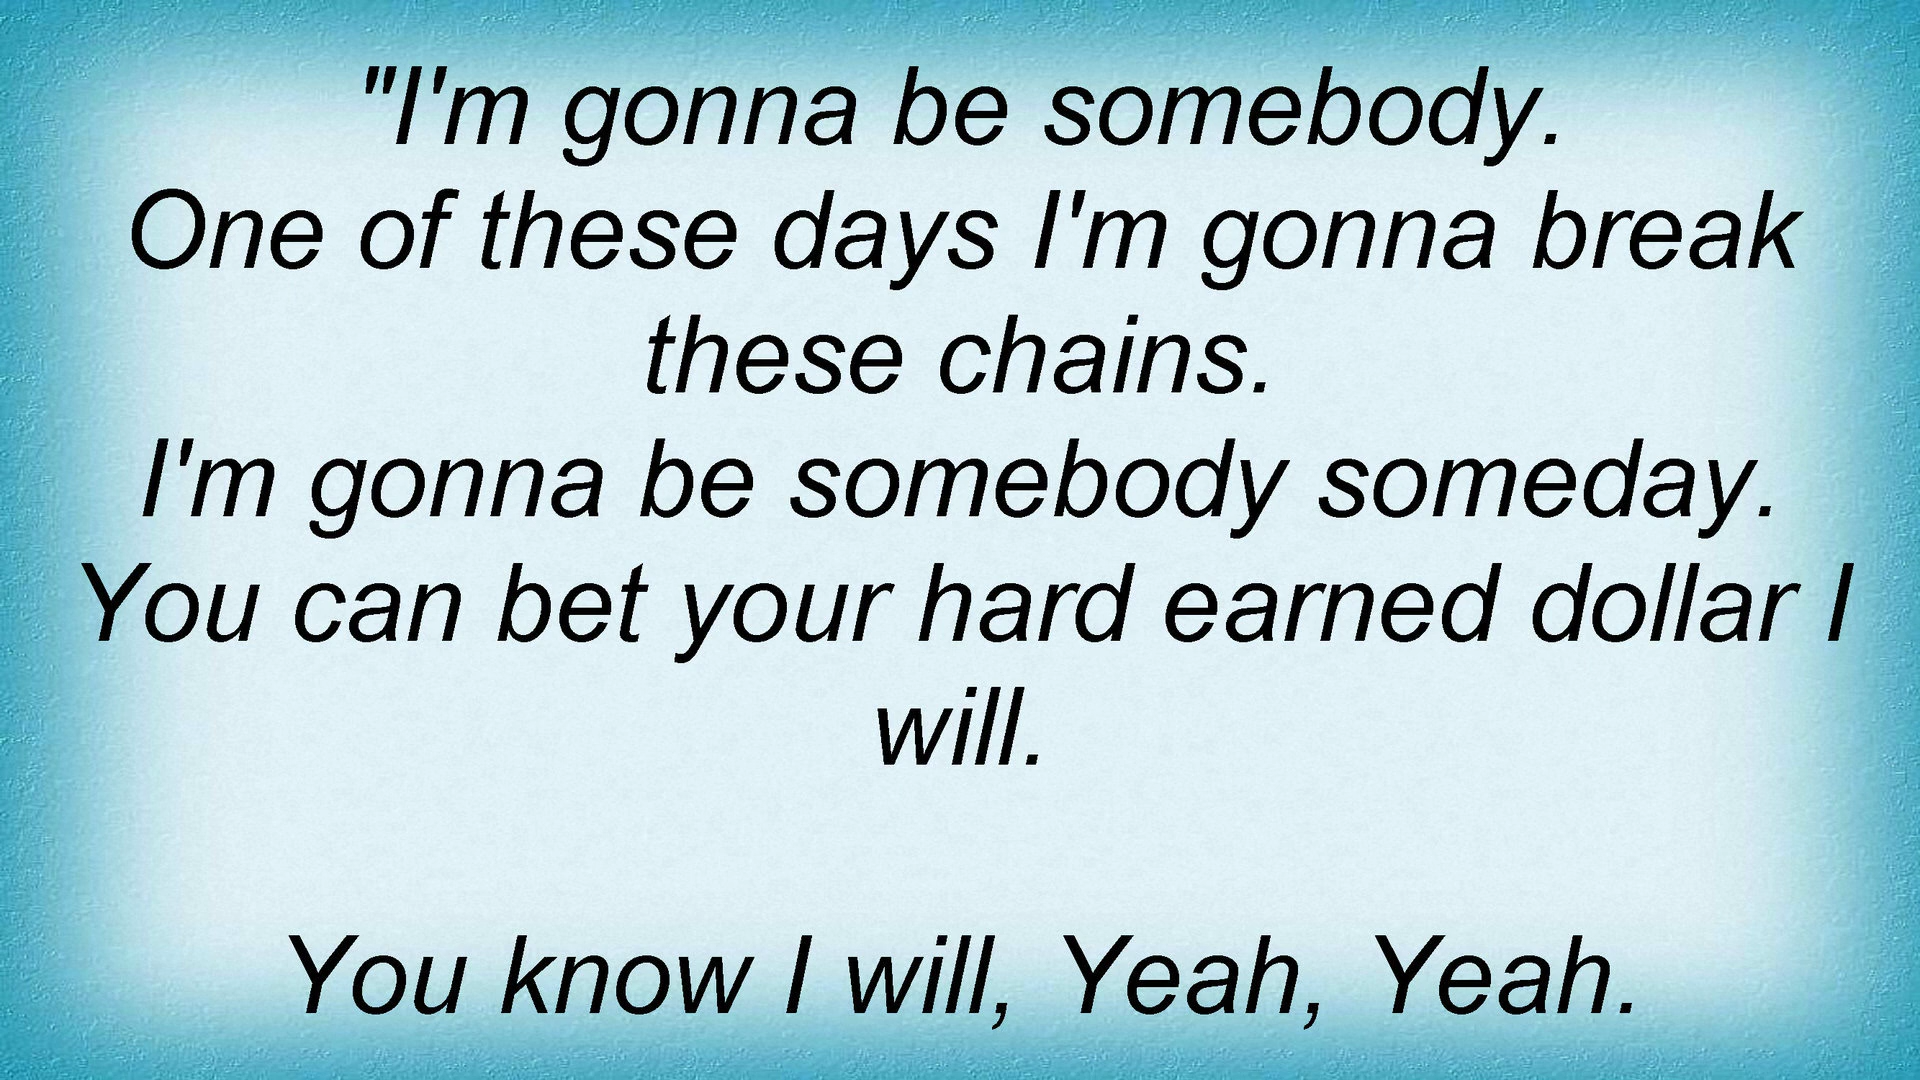 "I'm gonna be somebody.
One of these days I'm gonna break
these chains.
I'm gonna be somebody someday.
You can bet your hard earned dollar I
will.
You know I will, Yeah, Yeah.